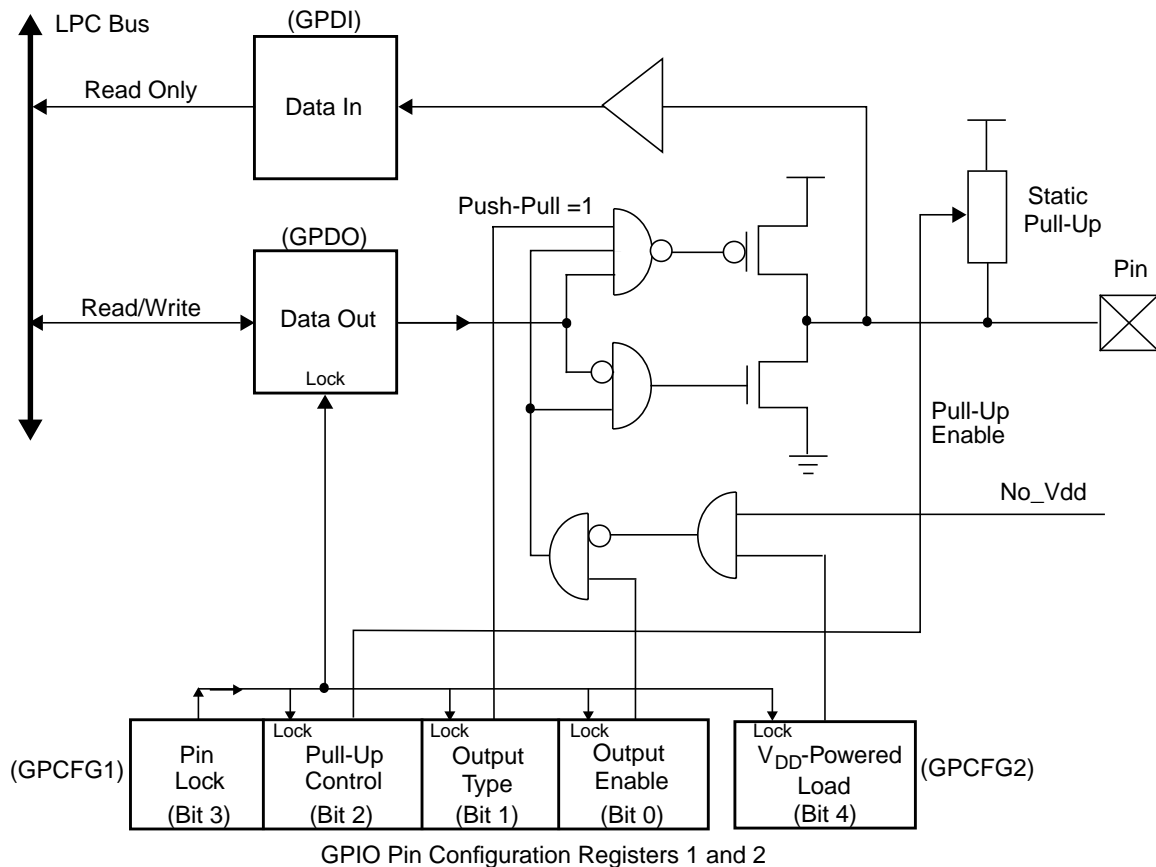 LPC Bus
(GPDI)
Read Only
Data In
Push-Pull =1
Static
Pull-Up
(GPDO)
Pin
Read/Write
Data Out
Lock
Pull-Up
Enable
No_Vdd
(GPCFG1)
Pin
Lock
(Bit 3)
Lock
Pull-Up
Control
(Bit 2)
Lock
Output
Type
(Bit 1)
Lock
Output
Enable
(Bit 0)
Lock
VDD-Powered
Load
(Bit 4)
(GPCFG2)
GPIO Pin Configuration Registers 1 and 2